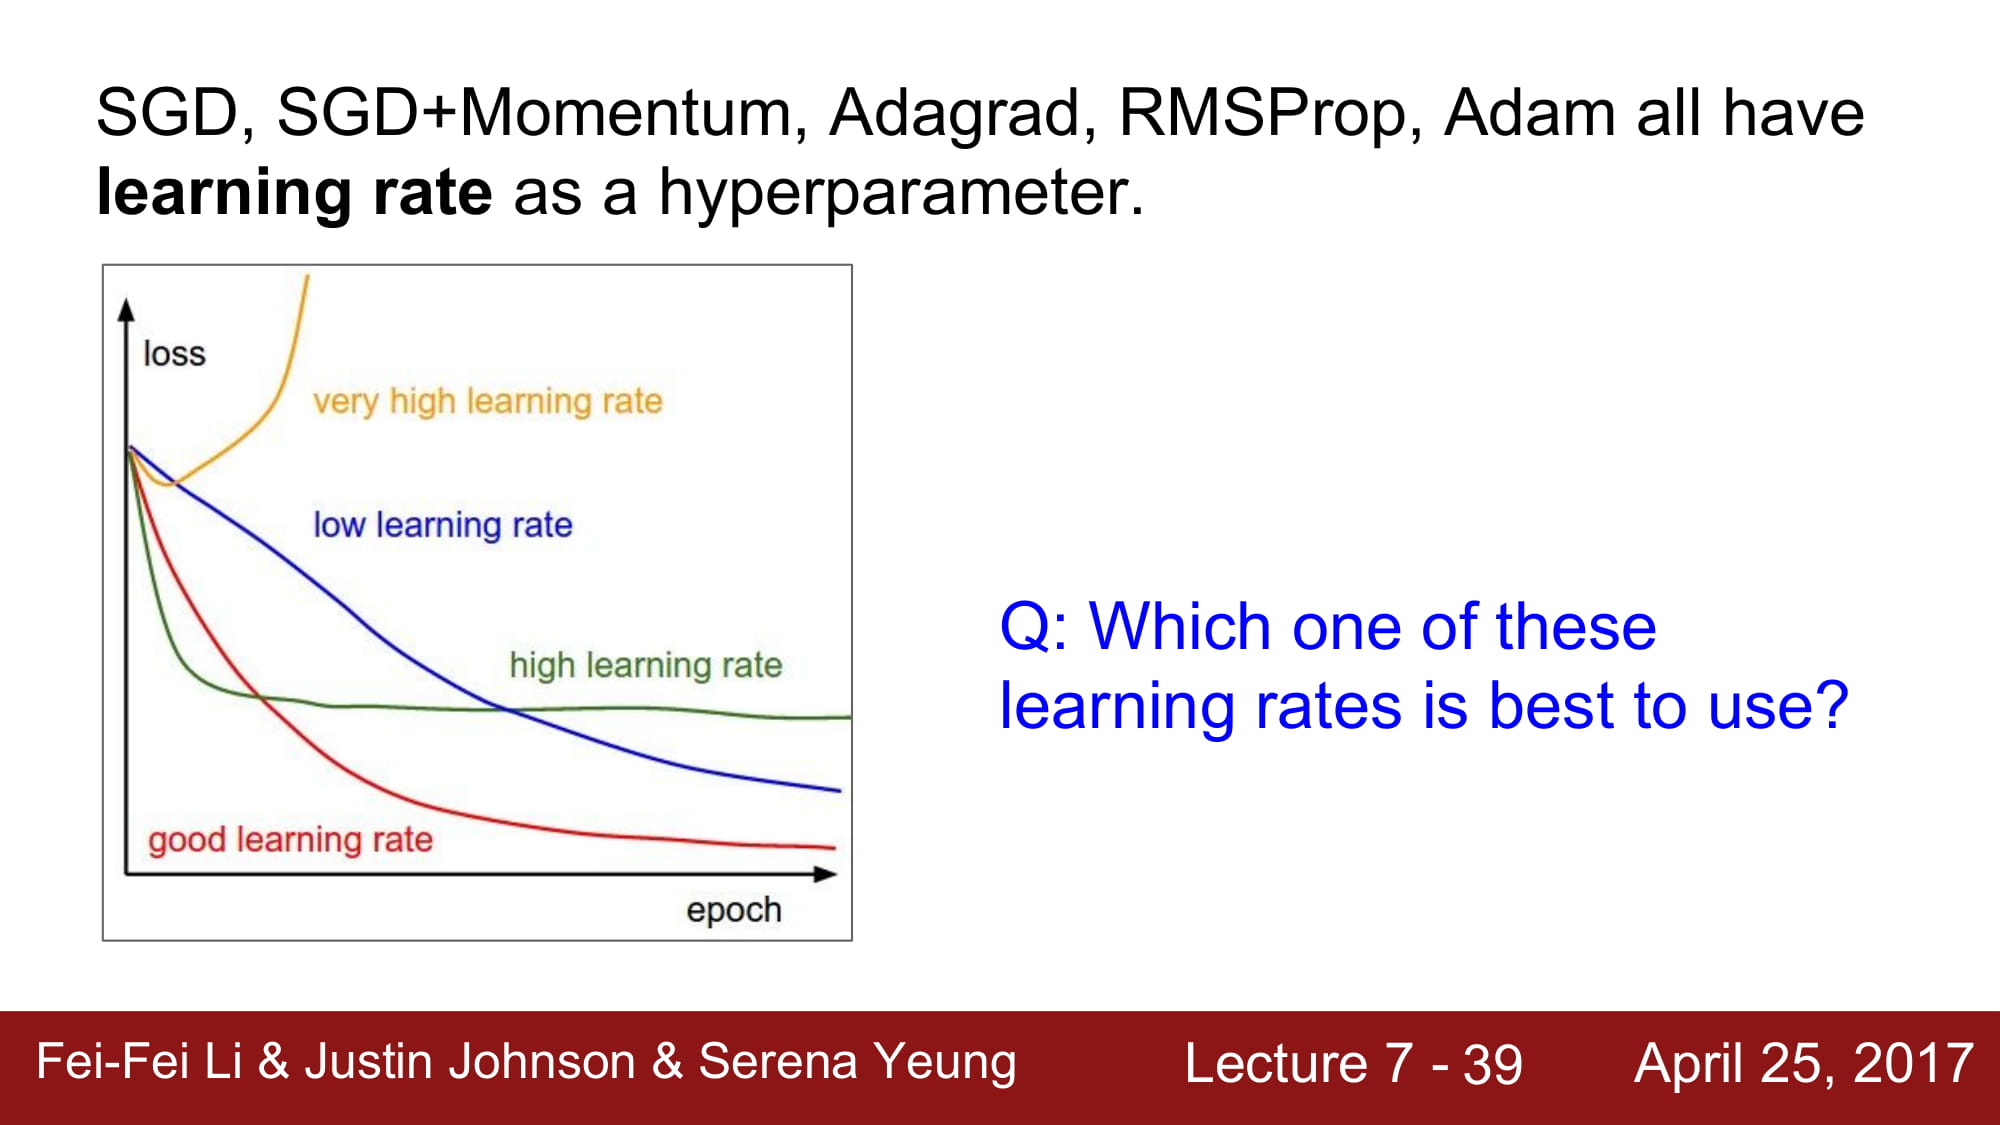 SGD, SGD+Momentum, Adagrad, RMSProp, Adam all have
learning rate as a hyperparameter.
loss
very high learning rate
low learning rate
high learning rate
good learning rate
epoch
Q: Which one of these
learning rates is best to use?
Fei-Fei Li & Justin Johnson & Serena Yeung
Lecture 7 - 39
April 25, 2017